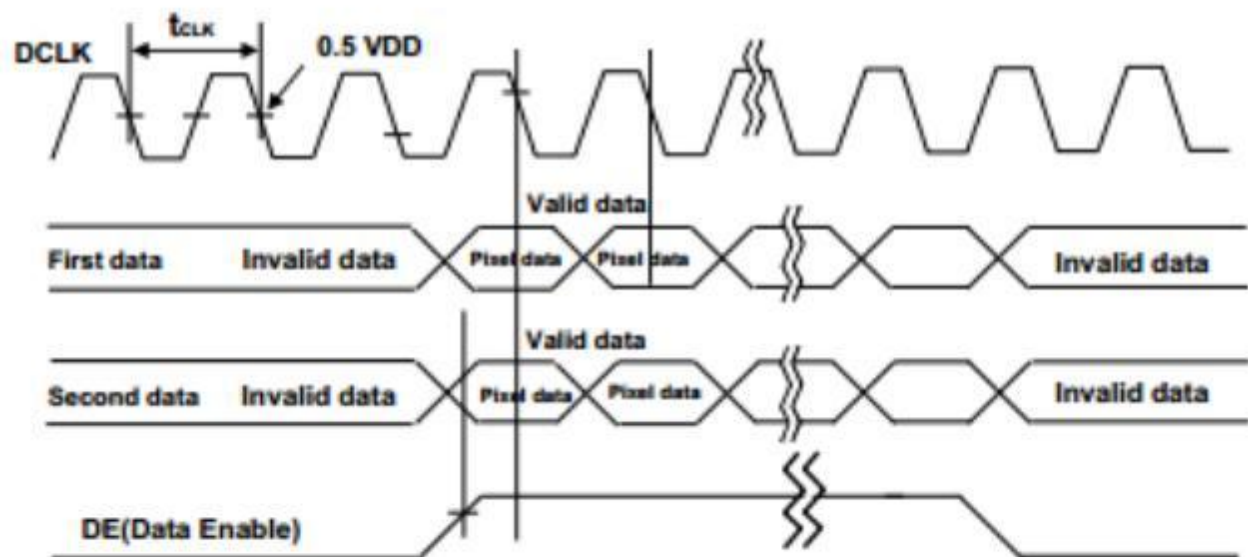 tCLK
DCLK
0.5 VDD
Valid data
First data Invalid data Pixel data Pixel data Invalid data
Valid data
Second data Invalid data Pixel data Pixel data Invalid data
DE(Data Enable)